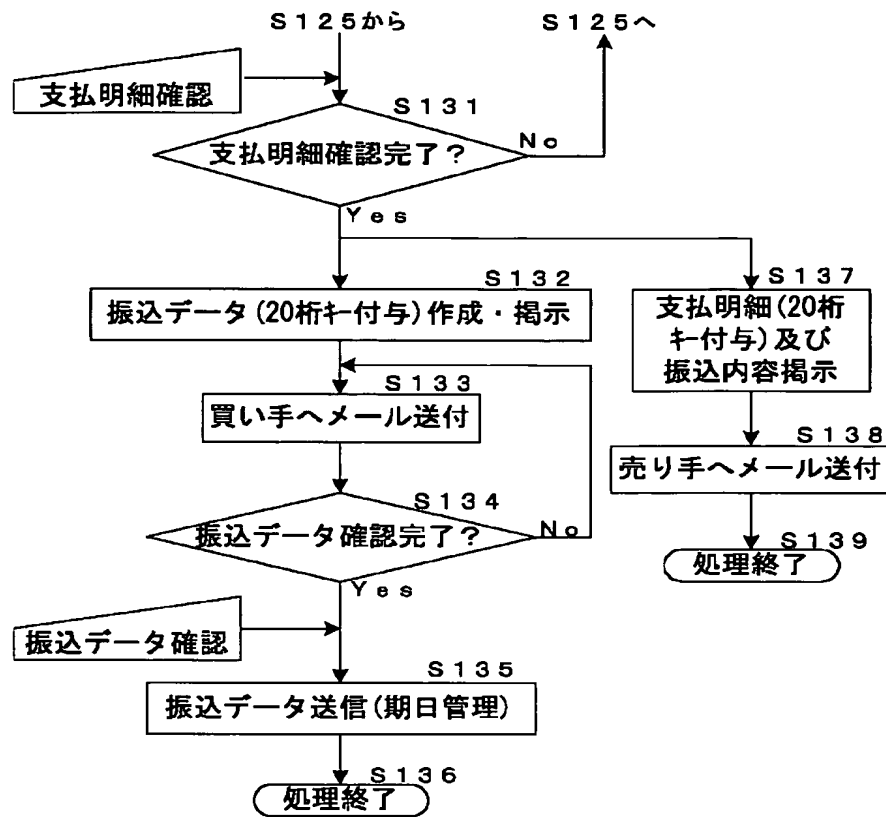 S125から
S125へ
支払明細確認
S131
支払明細確認完了?
No
Yes
S132
振込データ(20桁キー付与)作成・掲示
S137
支払明細(20桁
キー付与)及び
振込内容掲示
S133
買い手へメール送付
S138
売り手へメール送付
S134
振込データ確認完了?
No
S139
処理終了
Yes
振込データ確認
S135
振込データ送信(期日管理)
S136
処理終了